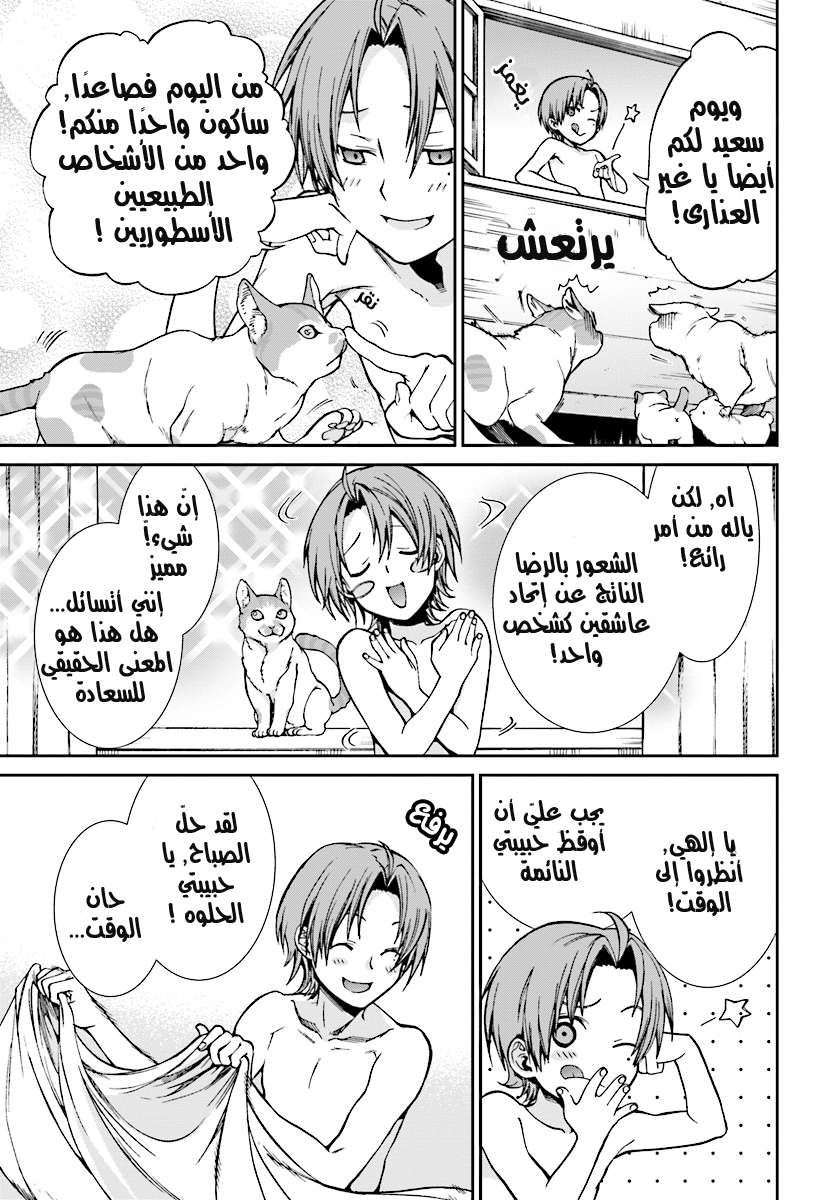 ويوم
سعيد لكم
أيضا يا غير
العذارى!
يغمز
يرتعش
من اليوم فصاعدًا,
سأكون واحدًا منكم!
واحد من الأشخاص
الطبيعيين
الأسطوريين !
نقر
اه, لكن
ياله من أمر
رائع!
الشعور بالرضا
الناتج عن إتحاد
عاشقين كشخص
واحد!
إنّ هذا
شيءاً
مميز
إنني أتسائل...
هل هذا هو
المعنى الحقيقي
للسعادة
يا إلهي,
أنظروا إلى
الوقت!
يجب عليّ أن
أوقظ حبيبتي
النائمة
يرفع
لقد حلّ
الصباح, يا
حبيبتي
الحلوه !
حان
الوقت...